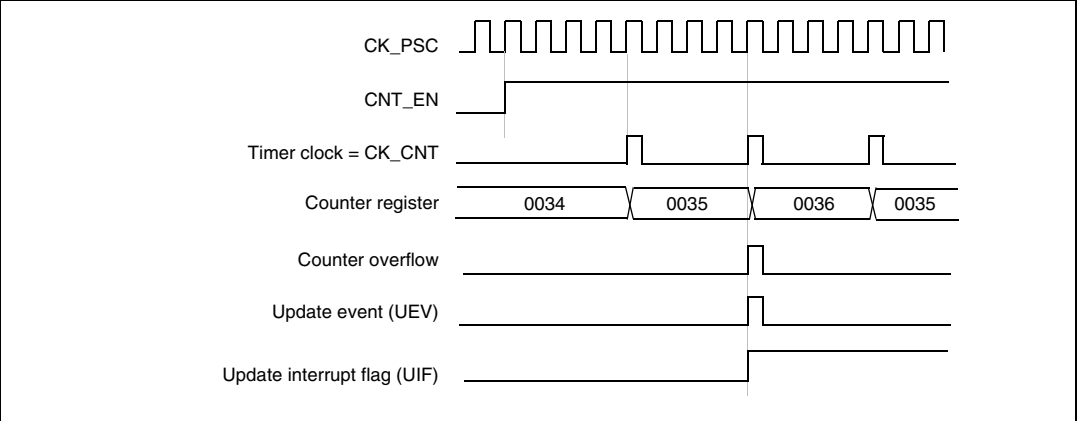 CK_PSC
CNT_EN
Timer clock = CK_CNT
Counter register 0034 0035 0036 0035
Counter overflow
Update event (UEV)
Update interrupt flag (UIF)